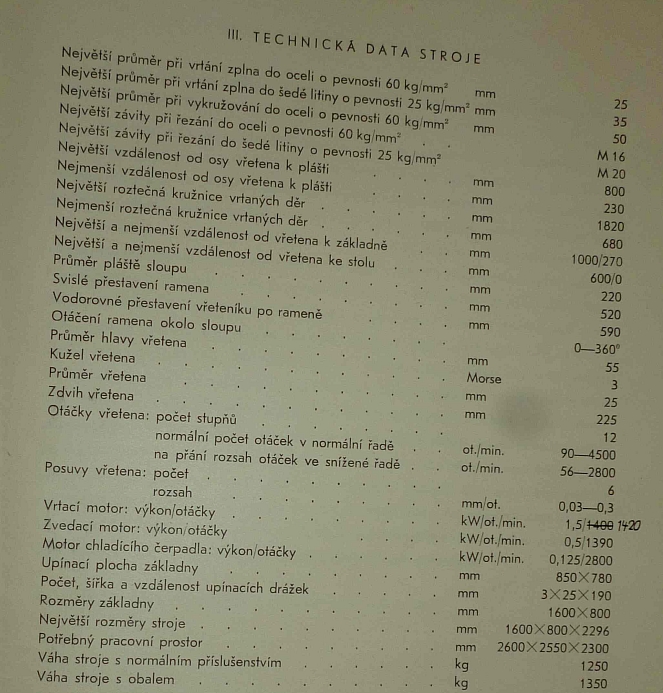 III. TECHNICKÁ DATA STROJE
Největší průměr při vrtání zplna do oceli o pevnosti 60 kg/mm² mm 25
Největší průměr při vrtání zplna do šedé litiny o pevnosti 25 kg/mm² mm 35
Největší průměr při vykružování do oceli o pevnosti 60 kg/mm² mm 50
Největší závity při řezání do oceli o pevnosti 60 kg/mm² . . M 16
Největší závity při řezání do šedé litiny o pevnosti 25 kg/mm² M 20
Největší vzdálenost od osy vřetena k plášti . . . . mm 800
Nejmenší vzdálenost od osy vřetena k plášti . . . . mm 230
Největší roztečná kružnice vrtaných děr . . . . . mm 1820
Nejmenší roztečná kružnice vrtaných děr . . . . . mm 680
Největší a nejmenší vzdálenost od vřetena k základně . . mm 1000/270
Největší a nejmenší vzdálenost od vřetena ke stolu . . . mm 600/0
Průměr pláště sloupu . . . . . . . . mm 220
Svislé přestavení ramena . . . . . . . mm 520
Vodorovné přestavení vřeteníku po rameně . . . . mm 590
Otáčení ramena okolo sloupu . . . . . . 0—360°
Průměr hlavy vřetena . . . . . . . . mm 55
Kužel vřetena . . . . . . . . . Morse 3
Průměr vřetena . . . . . . . . . mm 25
Zdvih vřetena . . . . . . . . . mm 225
Otáčky vřetena: počet stupňů . . . . . . 12
normální počet otáček v normální řadě . . ot./min. 90—4500
na přání rozsah otáček ve snížené řadě . . ot./min. 56—2800
Posuvy vřetena: počet . . . . . . . . 6
rozsah . . . . . . . mm/ot. 0,03—0,3
Vrtací motor: výkon/otáčky . . . . . . kW/ot./min. 1,5/1400 1420
Zvedací motor: výkon/otáčky . . . . . . kW/ot./min. 0,5/1390
Motor chladícího čerpadla: výkon/otáčky . . . . kW/ot./min. 0,125/2800
Upínací plocha základny . . . . . . . mm 850×780
Počet, šířka a vzdálenost upínacích drážek . . . . mm 3×25×190
Rozměry základny . . . . . . . . mm 1600×800
Největší rozměry stroje . . . . . . . mm 1600×800×2296
Potřebný pracovní prostor . . . . . . . mm 2600×2550×2300
Váha stroje s normálním příslušenstvím . . . . . kg 1250
Váha stroje s obalem . . . . . . . . kg 1350